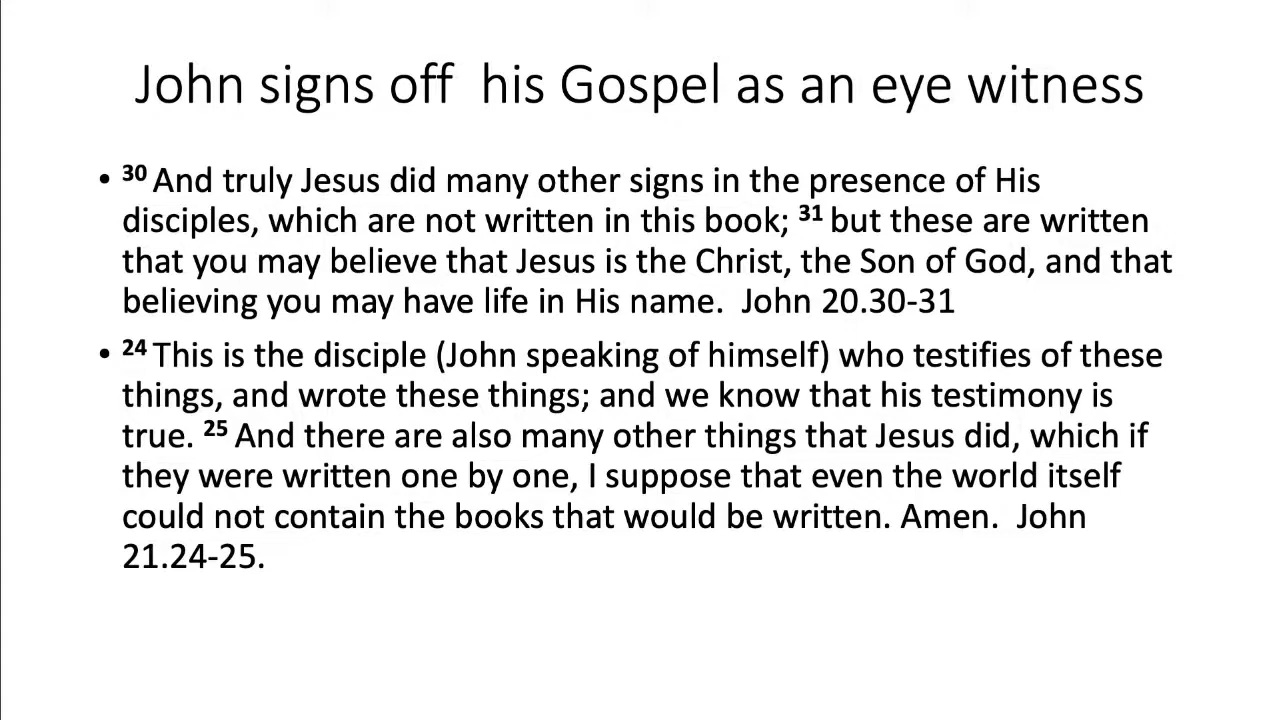 John signs off  his Gospel as an eye witness
• 30 And truly Jesus did many other signs in the presence of His
disciples, which are not written in this book; 31 but these are written
that you may believe that Jesus is the Christ, the Son of God, and that
believing you may have life in His name.  John 20.30-31
• 24 This is the disciple (John speaking of himself) who testifies of these
things, and wrote these things; and we know that his testimony is
true. 25 And there are also many other things that Jesus did, which if
they were written one by one, I suppose that even the world itself
could not contain the books that would be written. Amen.  John
21.24-25.